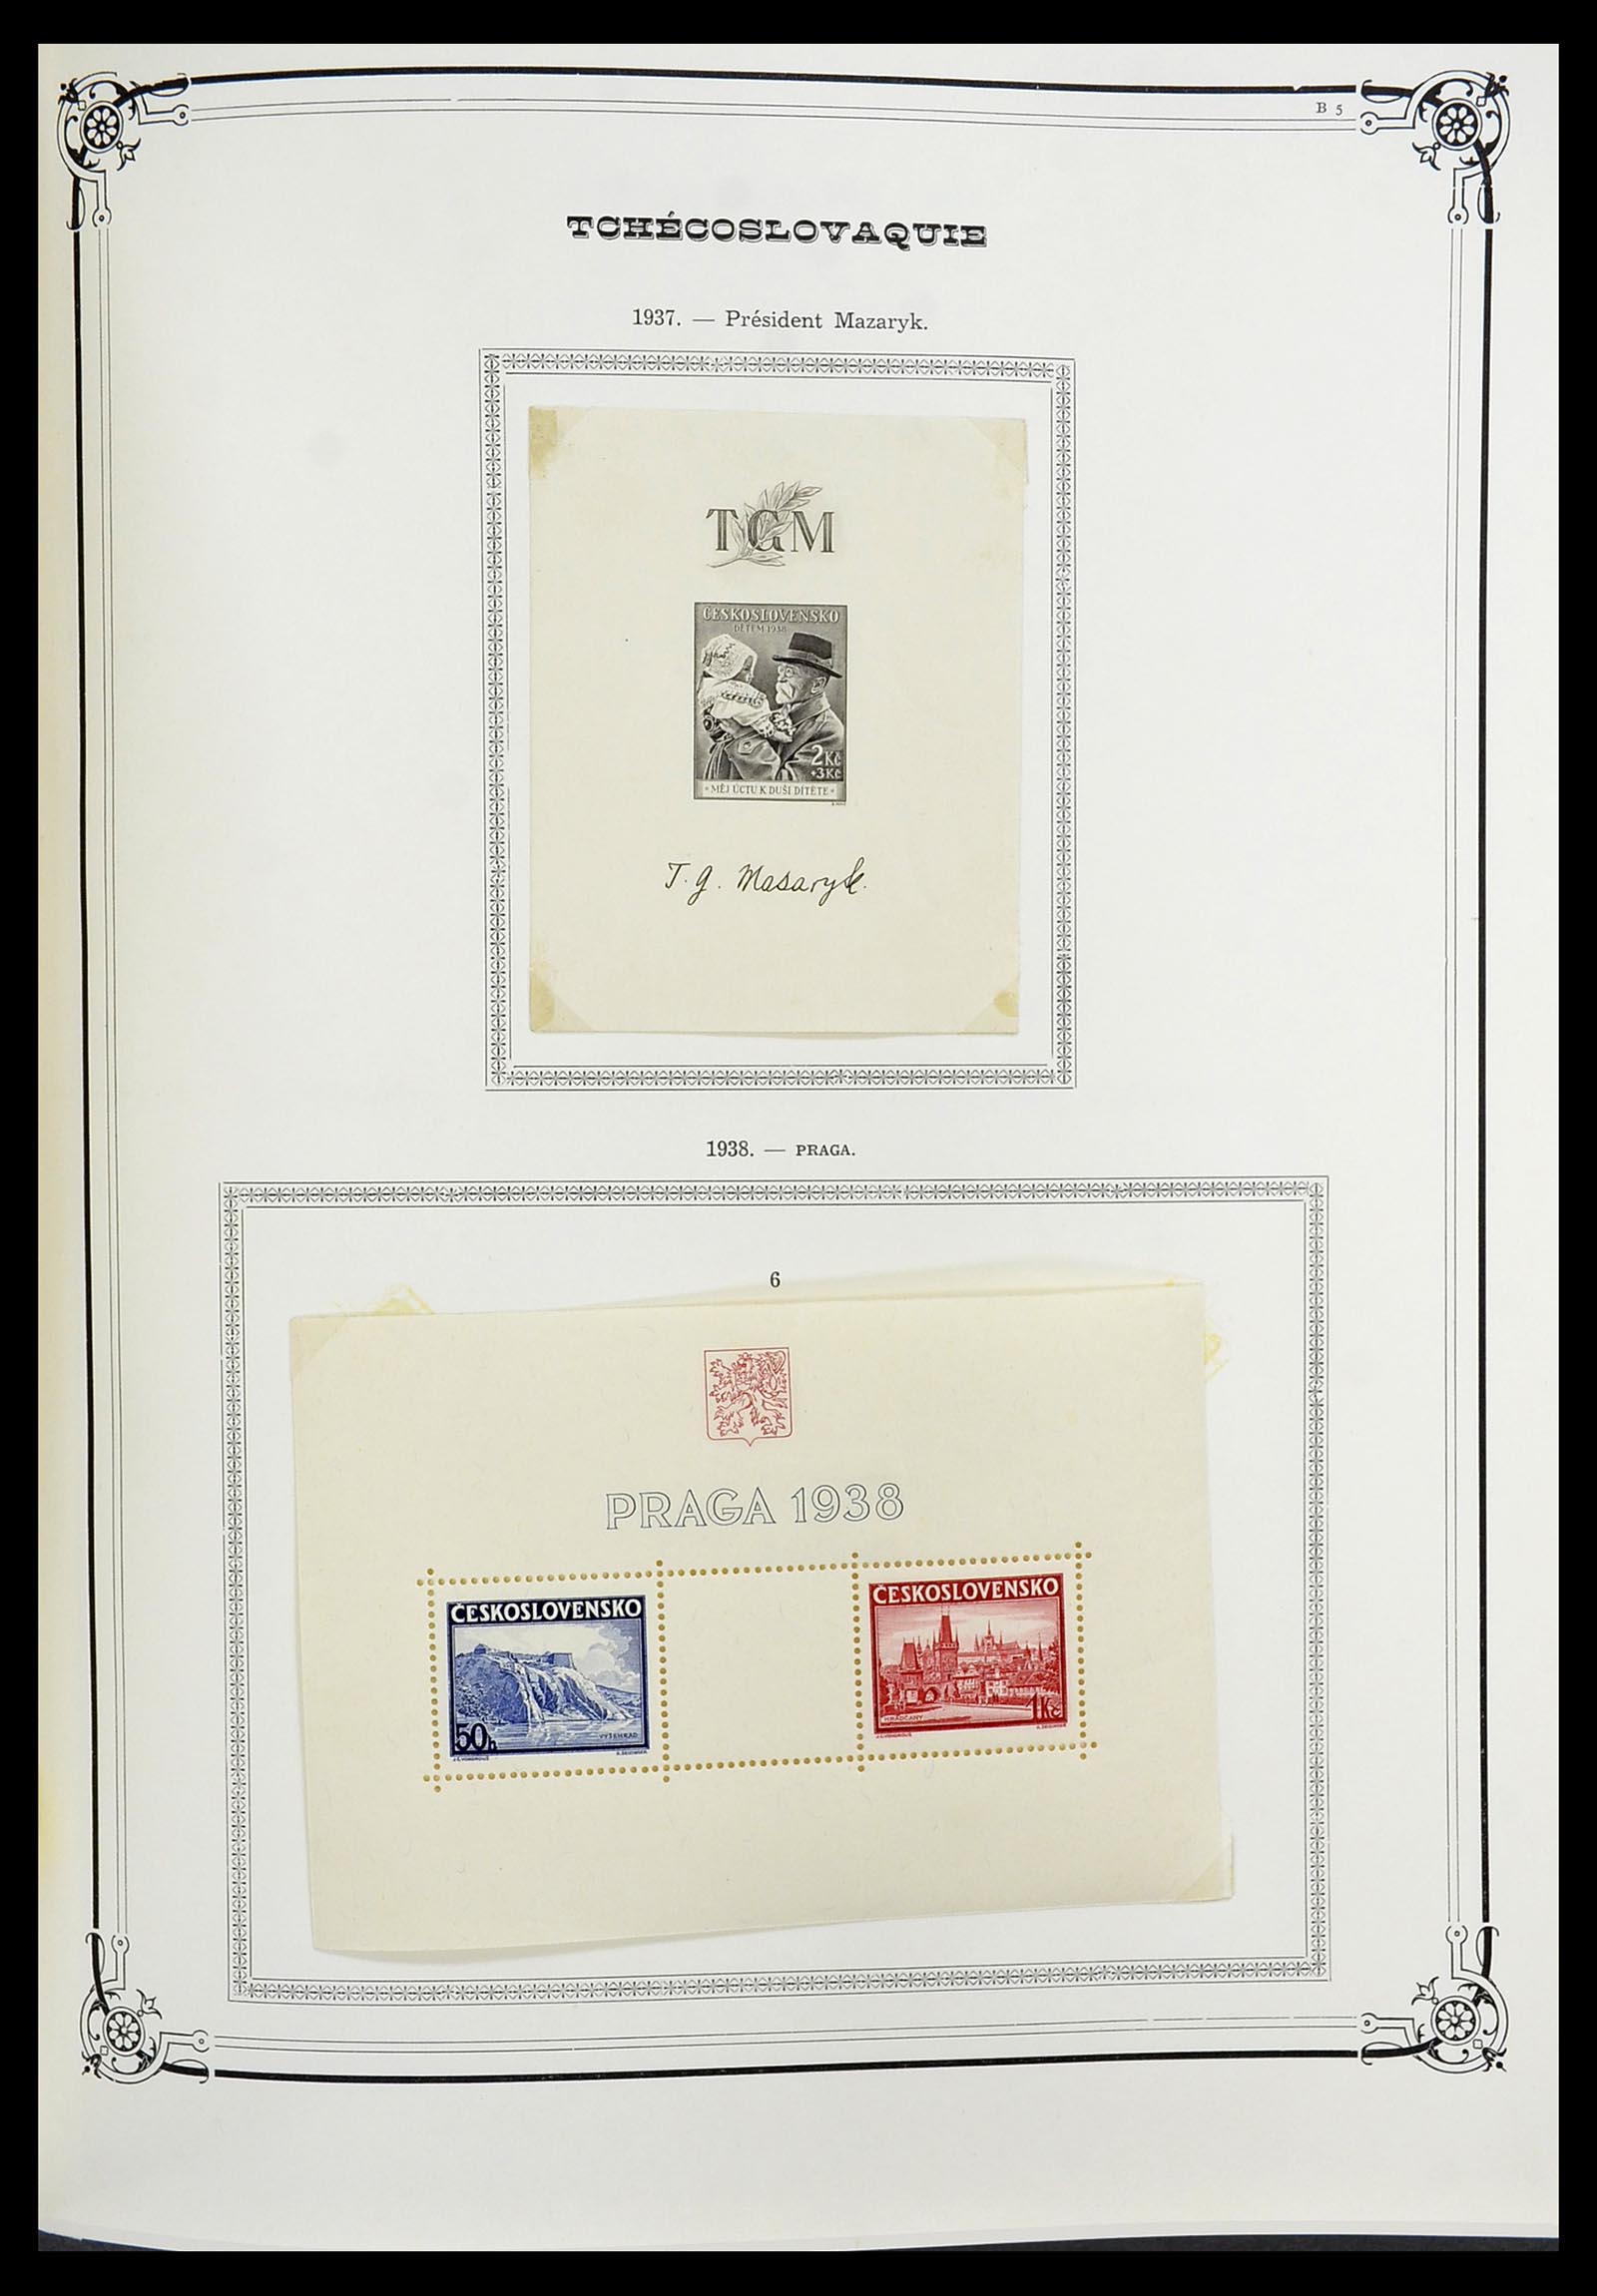 B 5
TCHÉCOSLOVAQUIE
1937. — Président Mazaryk.
TGM
ČESKOSLOVENSKO
DĚTEM 1938
2Kč
+3Kč
• MĚJ ÚCTU K DUŠI DÍTĚTE •
T. G. Masaryk.
1938. — PRAGA.
6
PRAGA 1938
ČESKOSLOVENSKO
50h
VYŠEHRAD
ČESKOSLOVENSKO
HRADČANY
1Kč